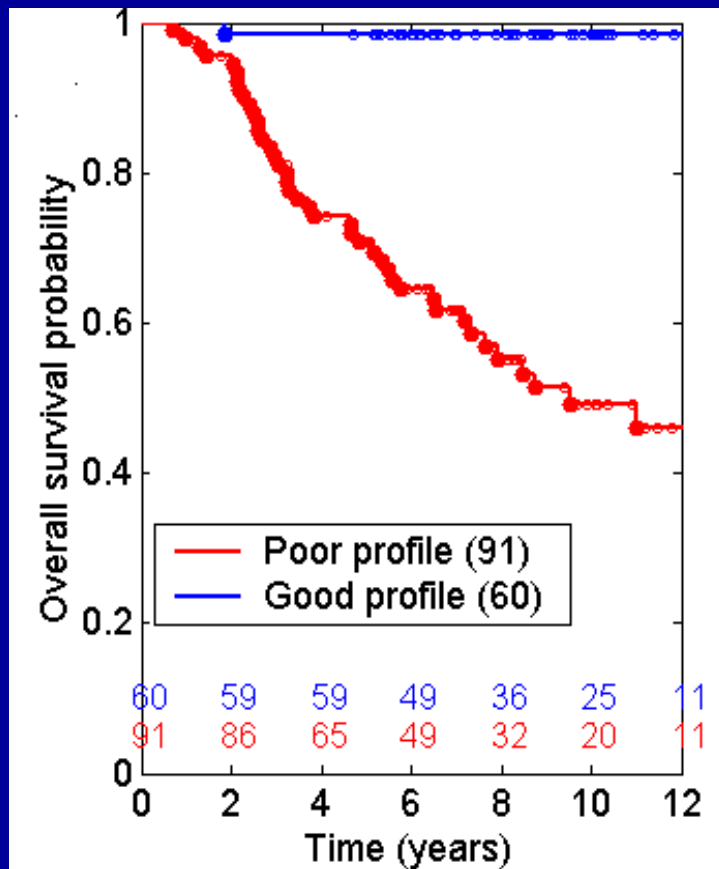 1
0.8
0.6
0.4
0.2
0
Overall survival probability
Poor profile (91)
Good profile (60)
60 59 59 49 36 25 11
91 86 65 49 32 20 11
0 2 4 6 8 10 12
Time (years)